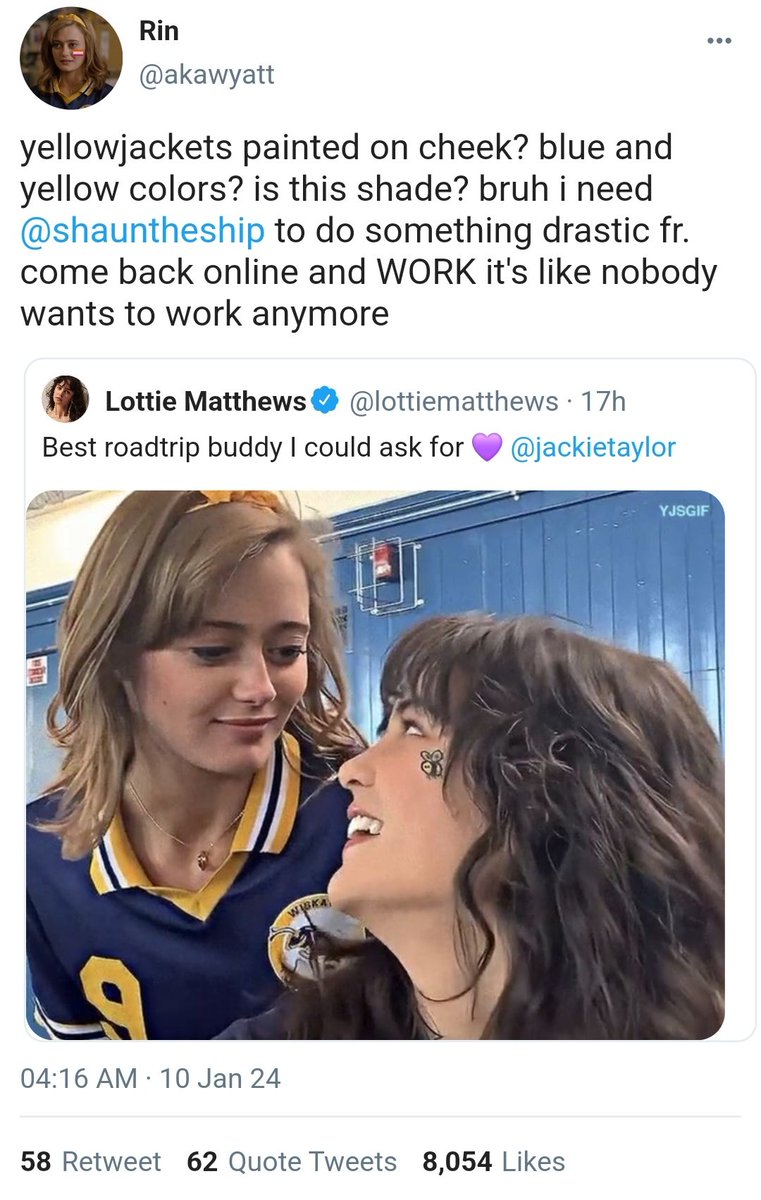 Rin
@akawyatt
yellowjackets painted on cheek? blue and
yellow colors? is this shade? bruh i need
@shauntheship to do something drastic fr.
come back online and WORK it's like nobody
wants to work anymore
Lottie Matthews @lottiematthews · 17h
Best roadtrip buddy I could ask for 💜 @jackietaylor
YJSGIF
WISKA
9
04:16 AM · 10 Jan 24
58 Retweet 62 Quote Tweets 8,054 Likes